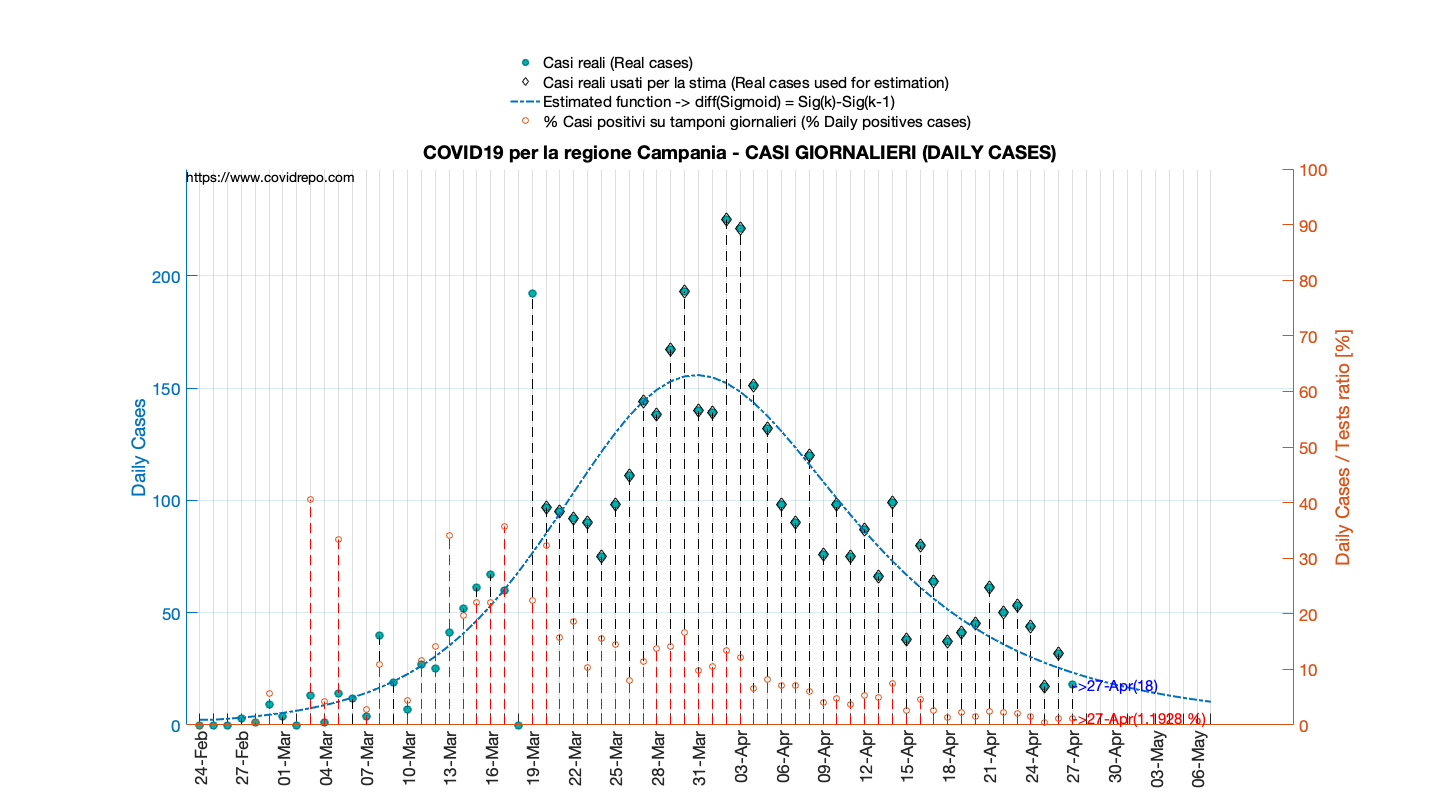 Casi reali (Real cases)
Casi reali usati per la stima (Real cases used for estimation)
Estimated function -> diff(Sigmoid) = Sig(k)-Sig(k-1)
% Casi positivi su tamponi giornalieri (% Daily positives cases)
COVID19 per la regione Campania - CASI GIORNALIERI (DAILY CASES)
https://www.covidrepo.com
Daily Cases
200
150
100
50
0
100
90
80
70
60
50
40
30
20
10
0
Daily Cases / Tests ratio [%]
->27-Apr(18)
->27-Apr(1.1928 %)
24-Feb
27-Feb
01-Mar
04-Mar
07-Mar
10-Mar
13-Mar
16-Mar
19-Mar
22-Mar
25-Mar
28-Mar
31-Mar
03-Apr
06-Apr
09-Apr
12-Apr
15-Apr
18-Apr
21-Apr
24-Apr
27-Apr
30-Apr
03-May
06-May